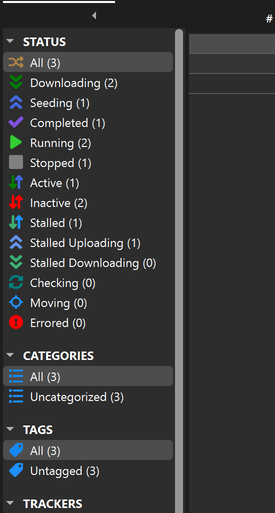 #
STATUS
All (3)
Downloading (2)
Seeding (1)
Completed (1)
Running (2)
Stopped (1)
Active (1)
Inactive (2)
Stalled (1)
Stalled Uploading (1)
Stalled Downloading (0)
Checking (0)
Moving (0)
Errored (0)
CATEGORIES
All (3)
Uncategorized (3)
TAGS
All (3)
Untagged (3)
TRACKERS